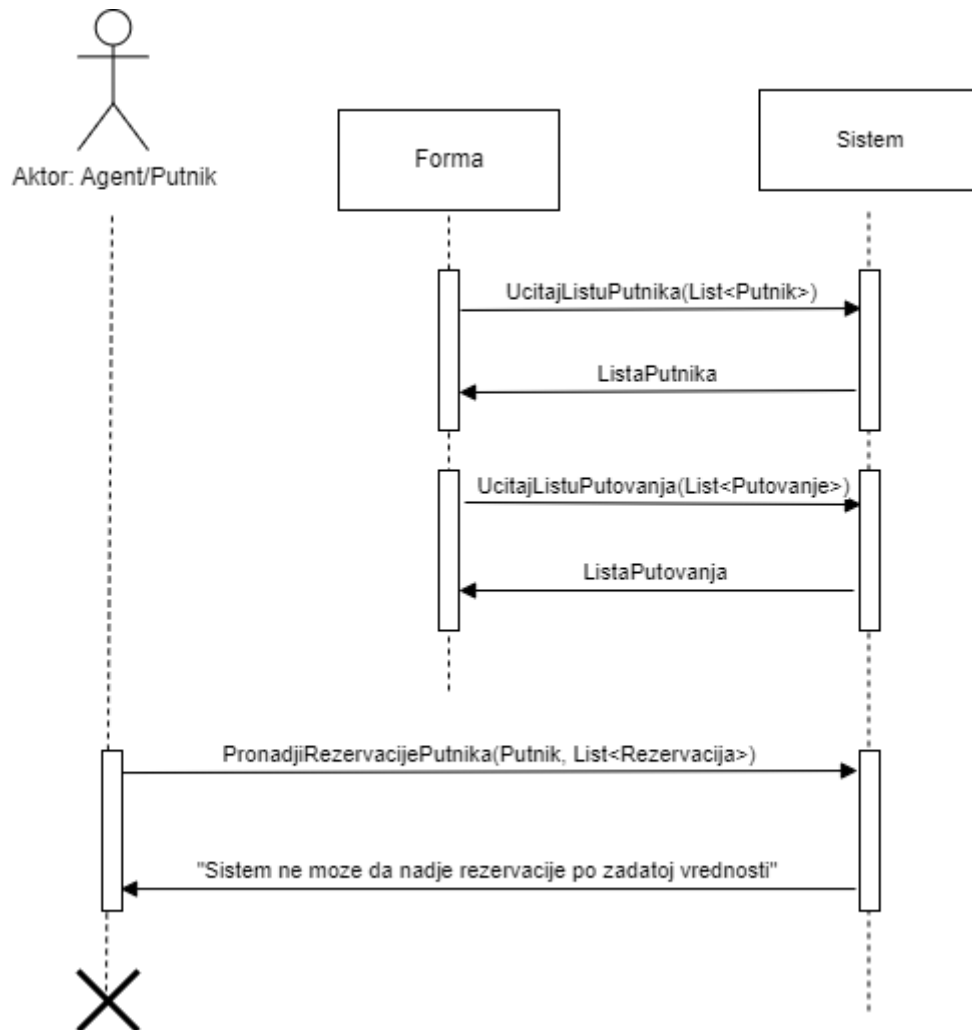 Aktor: Agent/Putnik
Forma
Sistem
UcitajListuPutnika(List<Putnik>)
ListaPutnika
UcitajListuPutovanja(List<Putovanje>)
ListaPutovanja
PronadjiRezervacijePutnika(Putnik, List<Rezervacija>)
"Sistem ne moze da nadje rezervacije po zadatoj vrednosti"